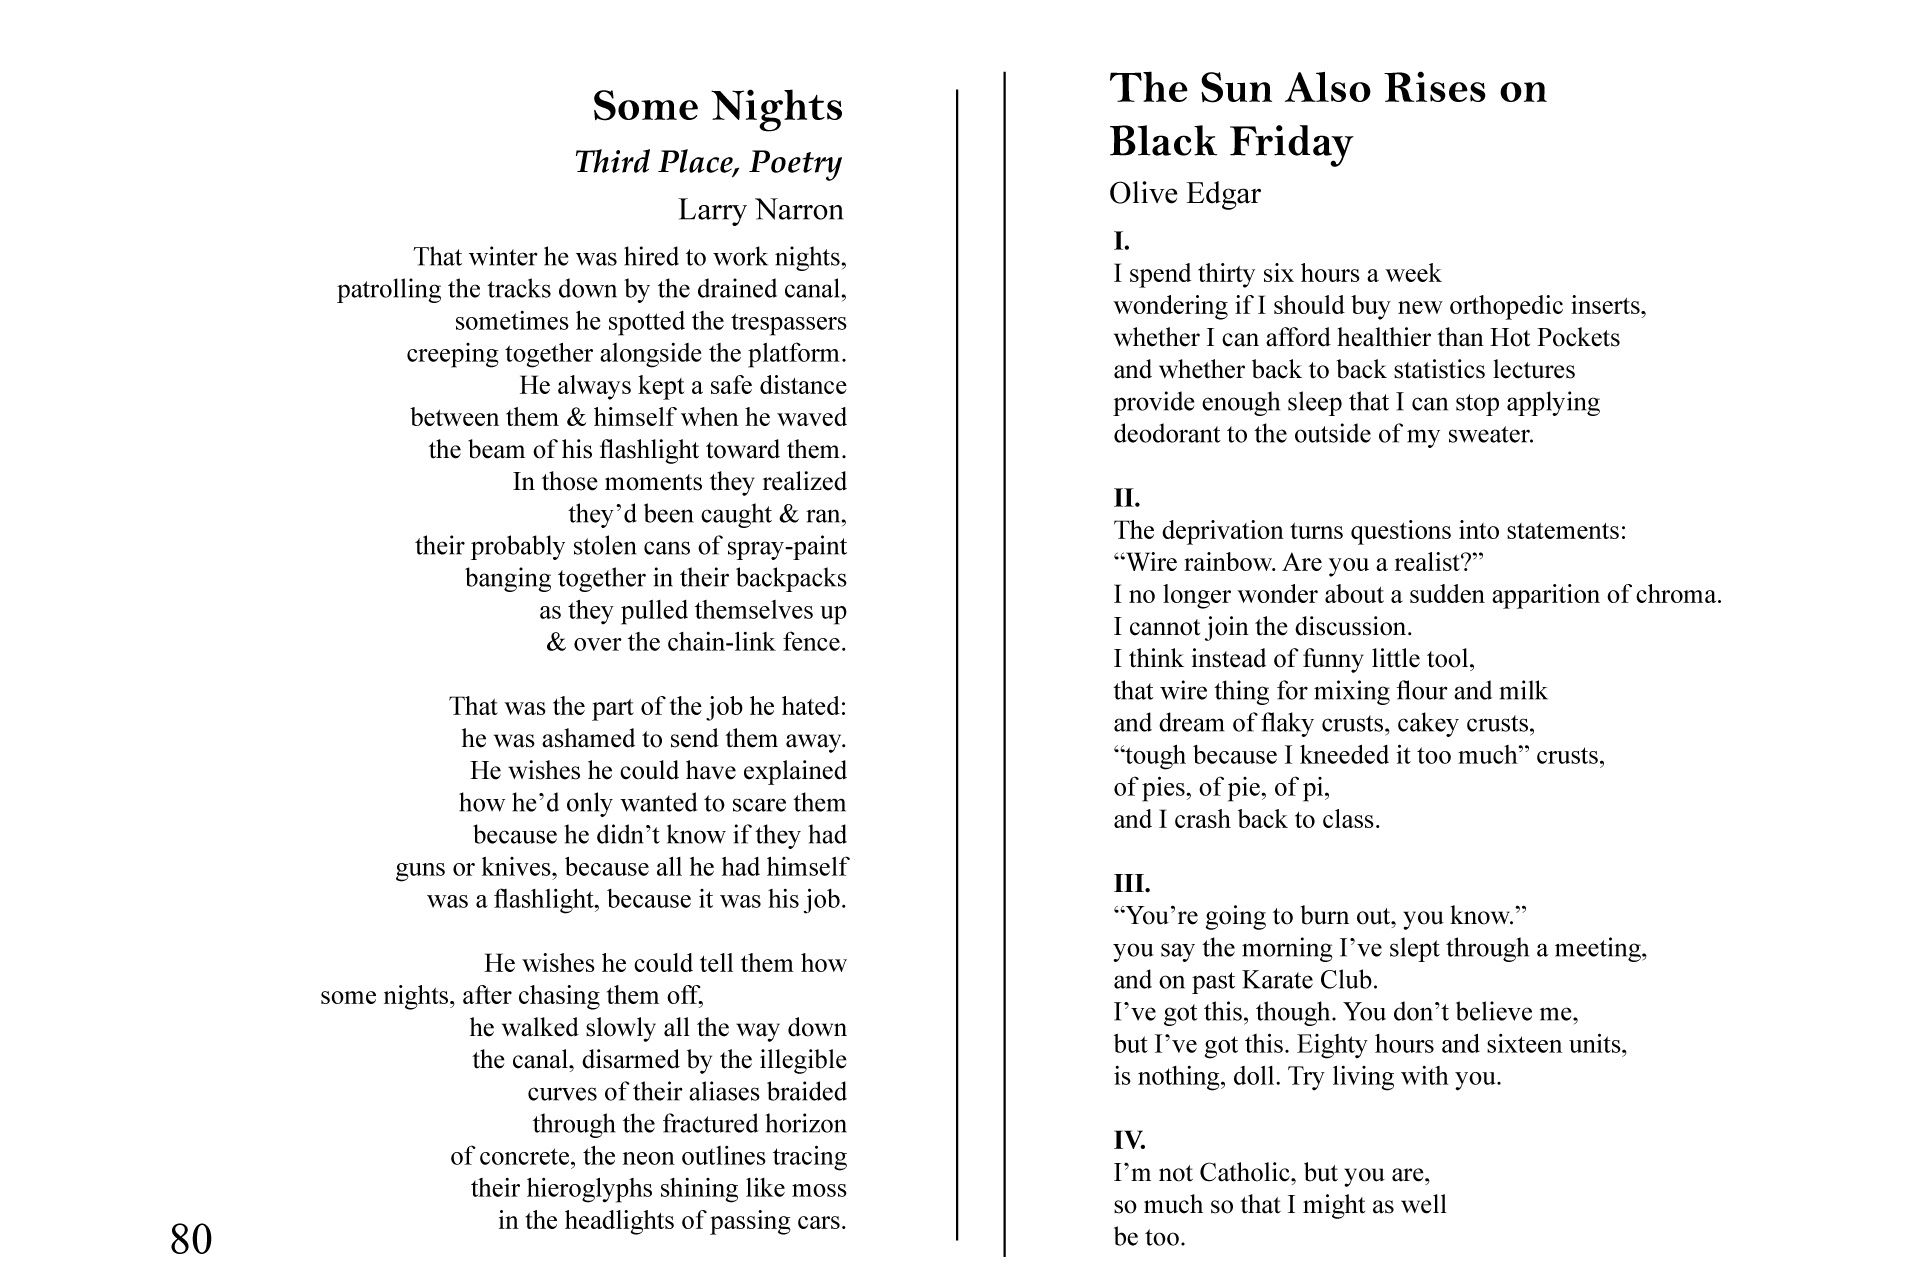 Some Nights
Third Place, Poetry
Larry Narron
That winter he was hired to work nights,
patrolling the tracks down by the drained canal,
sometimes he spotted the trespassers
creeping together alongside the platform.
He always kept a safe distance
between them & himself when he waved
the beam of his flashlight toward them.
In those moments they realized
they’d been caught & ran,
their probably stolen cans of spray-paint
banging together in their backpacks
as they pulled themselves up
& over the chain-link fence.
That was the part of the job he hated:
he was ashamed to send them away.
He wishes he could have explained
how he’d only wanted to scare them
because he didn’t know if they had
guns or knives, because all he had himself
was a flashlight, because it was his job.
He wishes he could tell them how
some nights, after chasing them off,
he walked slowly all the way down
the canal, disarmed by the illegible
curves of their aliases braided
through the fractured horizon
of concrete, the neon outlines tracing
their hieroglyphs shining like moss
in the headlights of passing cars.
80
The Sun Also Rises on
Black Friday
Olive Edgar
I.
I spend thirty six hours a week
wondering if I should buy new orthopedic inserts,
whether I can afford healthier than Hot Pockets
and whether back to back statistics lectures
provide enough sleep that I can stop applying
deodorant to the outside of my sweater.
II.
The deprivation turns questions into statements:
“Wire rainbow. Are you a realist?”
I no longer wonder about a sudden apparition of chroma.
I cannot join the discussion.
I think instead of funny little tool,
that wire thing for mixing flour and milk
and dream of flaky crusts, cakey crusts,
“tough because I kneeded it too much” crusts,
of pies, of pie, of pi,
and I crash back to class.
III.
“You’re going to burn out, you know.”
you say the morning I’ve slept through a meeting,
and on past Karate Club.
I’ve got this, though. You don’t believe me,
but I’ve got this. Eighty hours and sixteen units,
is nothing, doll. Try living with you.
IV.
I’m not Catholic, but you are,
so much so that I might as well
be too.